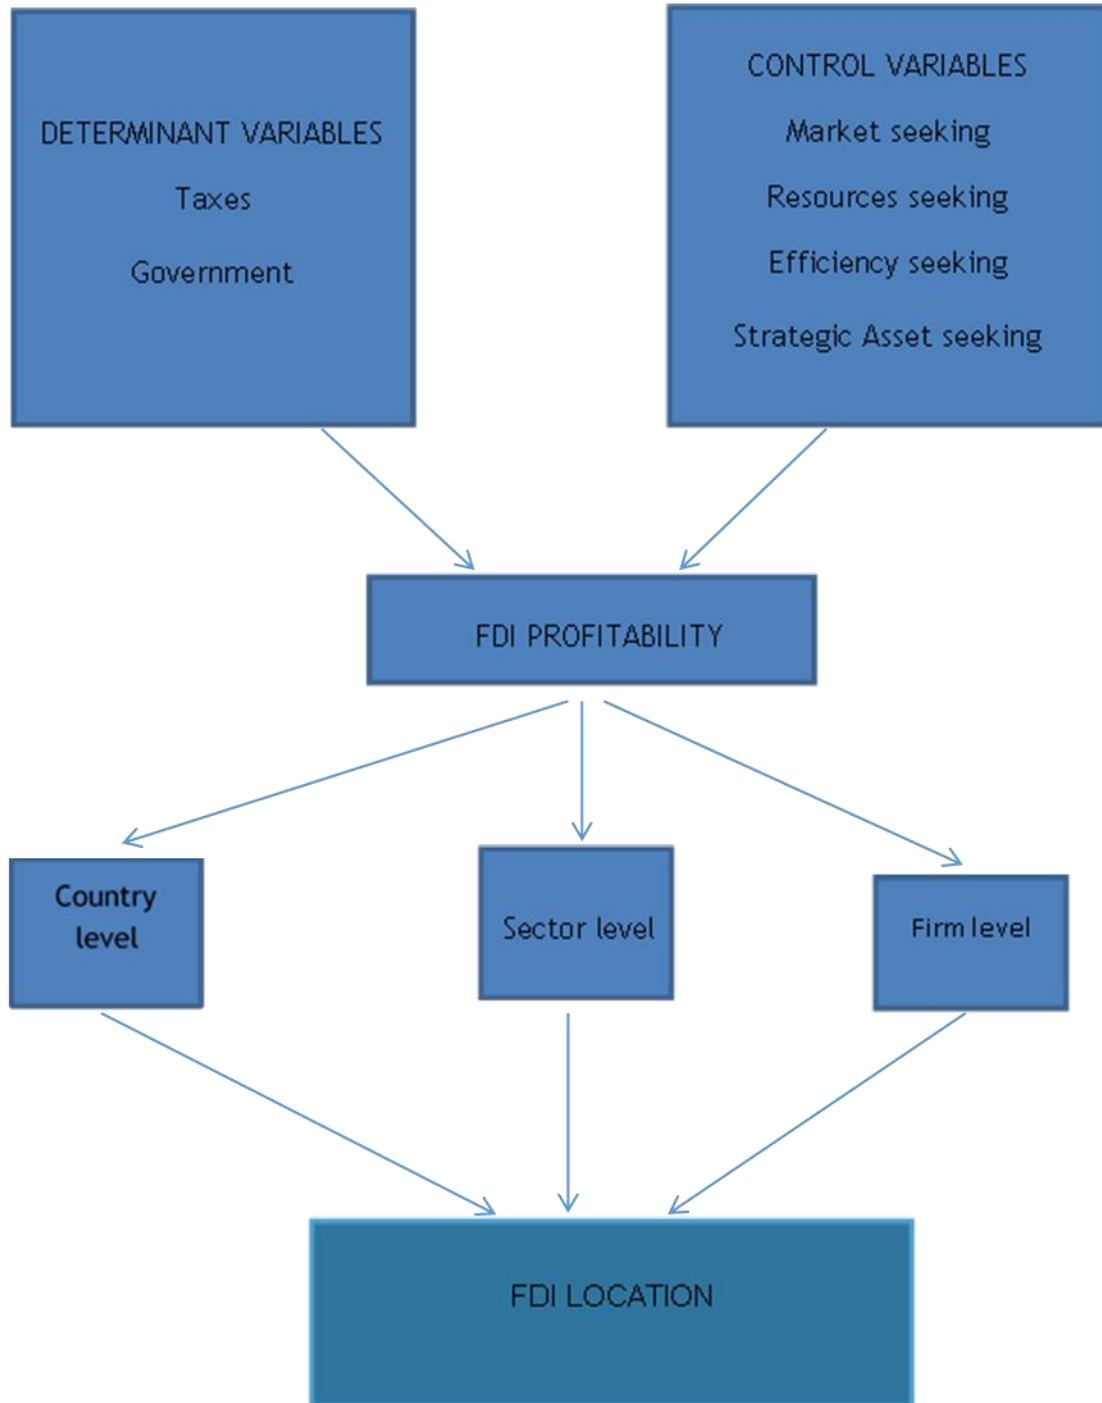 DETERMINANT VARIABLES
Taxes
Government
CONTROL VARIABLES
Market seeking
Resources seeking
Efficiency seeking
Strategic Asset seeking
FDI PROFITABILITY
Country
level
Sector level
Firm level
FDI LOCATION